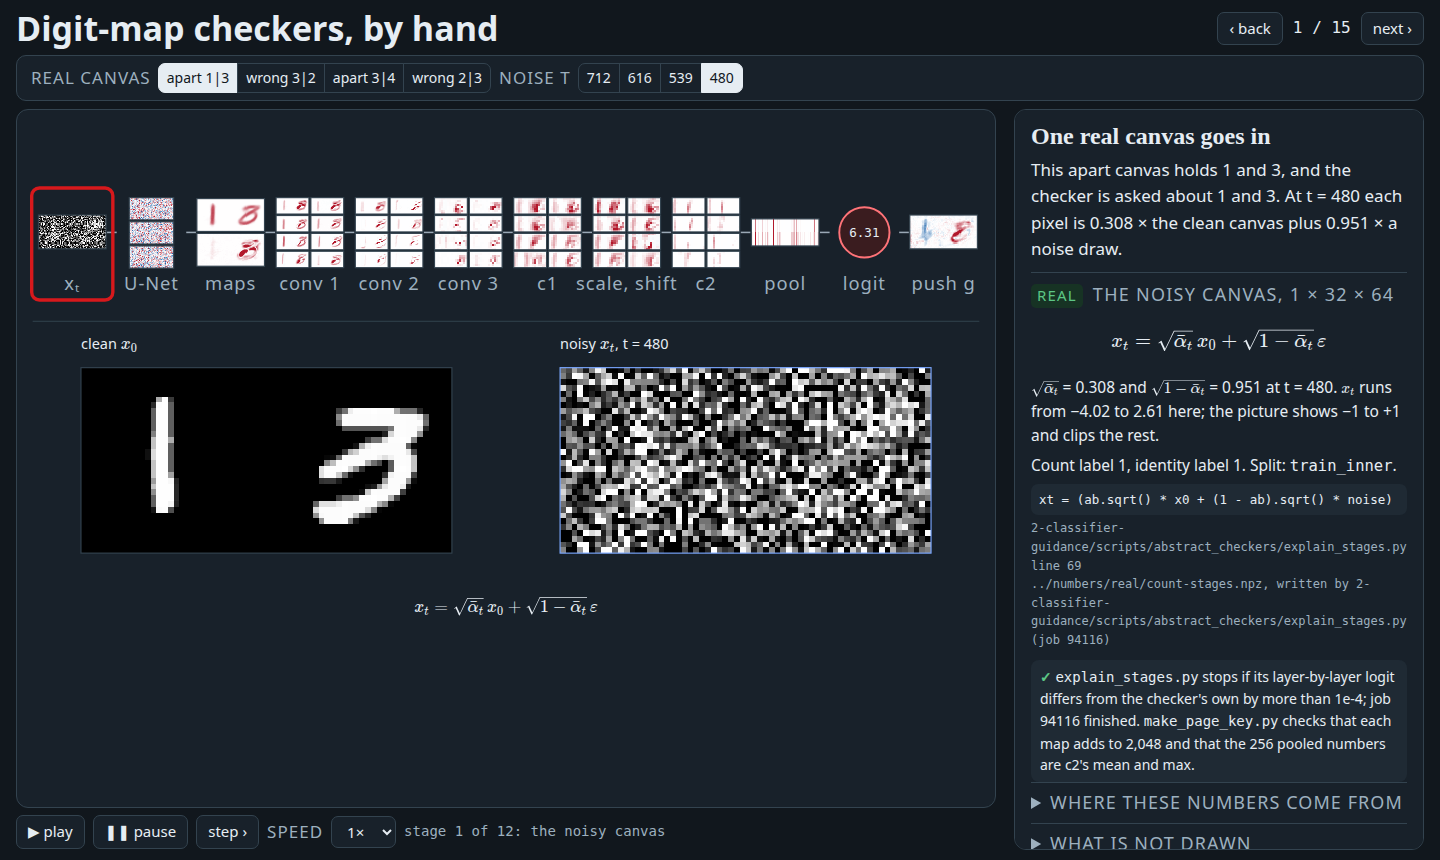 Digit-map checkers, by hand
‹ back 1 / 15 next ›
REAL CANVAS apart 1|3 wrong 3|2 apart 3|4 wrong 2|3 NOISE T 712 616 539 480
6.31
xₜ U-Net maps conv 1 conv 2 conv 3 c1 scale, shift c2 pool logit push g
clean x₀
noisy xₜ, t = 480
xₜ = √ᾱₜ x₀ + √1 − ᾱₜ ε
▶ play ❚❚ pause step › SPEED 1× stage 1 of 12: the noisy canvas
One real canvas goes in
This apart canvas holds 1 and 3, and the
checker is asked about 1 and 3. At t = 480 each
pixel is 0.308 × the clean canvas plus 0.951 × a
noise draw.
REAL THE NOISY CANVAS, 1 × 32 × 64
xₜ = √ᾱₜ x₀ + √1 − ᾱₜ ε
√ᾱₜ = 0.308 and √1 − ᾱₜ = 0.951 at t = 480. xₜ runs
from −4.02 to 2.61 here; the picture shows −1 to +1
and clips the rest.
Count label 1, identity label 1. Split: train_inner.
xt = (ab.sqrt() * x0 + (1 - ab).sqrt() * noise)
2-classifier-
guidance/scripts/abstract_checkers/explain_stages.py
line 69
../numbers/real/count-stages.npz, written by 2-
classifier-
guidance/scripts/abstract_checkers/explain_stages.py
(job 94116)
✓ explain_stages.py stops if its layer-by-layer logit
differs from the checker's own by more than 1e-4; job
94116 finished. make_page_key.py checks that each
map adds to 2,048 and that the 256 pooled numbers
are c2's mean and max.
▶ WHERE THESE NUMBERS COME FROM
▶ WHAT IS NOT DRAWN